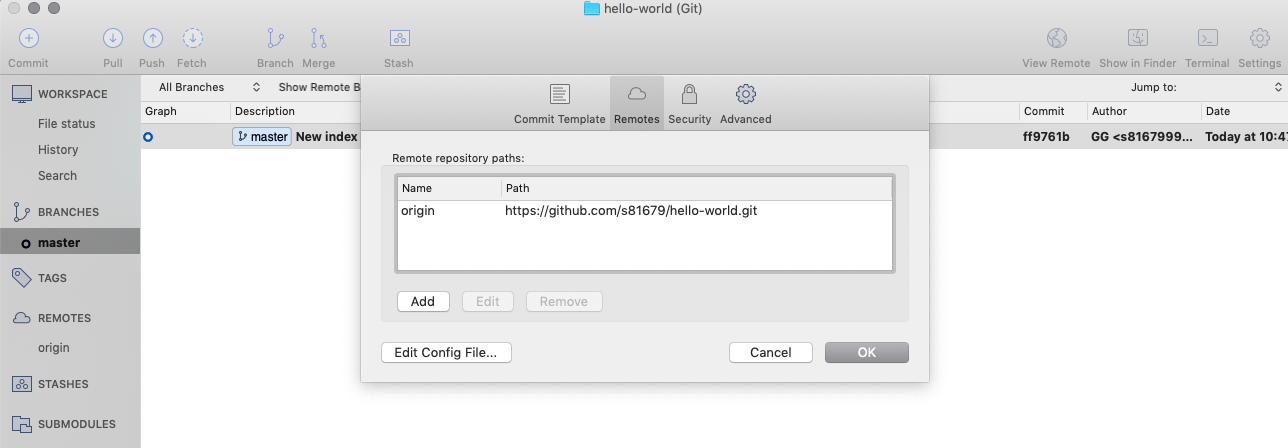 hello-world (Git)
Commit Pull Push Fetch Branch Merge Stash View Remote Show in Finder Terminal Settings
WORKSPACE
File status
History
Search
BRANCHES
master
TAGS
REMOTES
origin
STASHES
SUBMODULES
All Branches Show Remote B Jump to:
Graph Description Commit Author Date
master New index ff9761b GG <s8167999... Today at 10:47
Commit Template Remotes Security Advanced
Remote repository paths:
Name Path
origin https://github.com/s81679/hello-world.git
Add Edit Remove
Edit Config File... Cancel OK